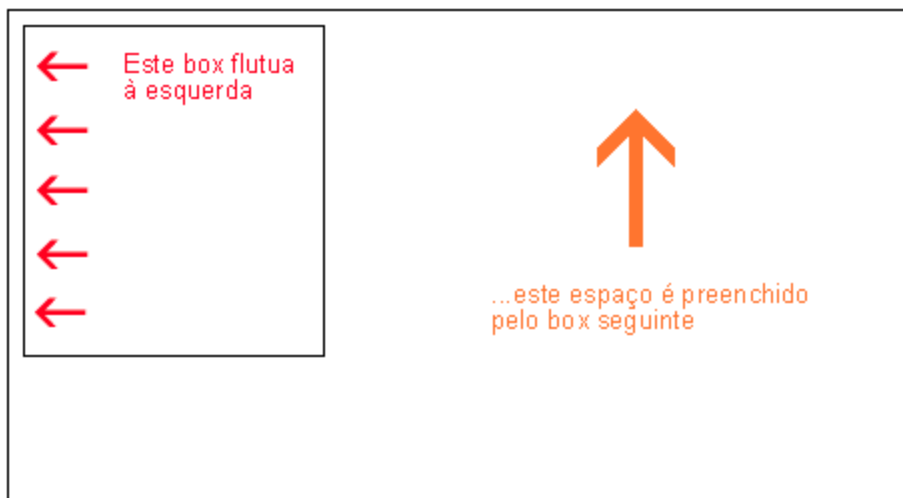 Este box flutua
à esquerda
...este espaço é preenchido
pelo box seguinte